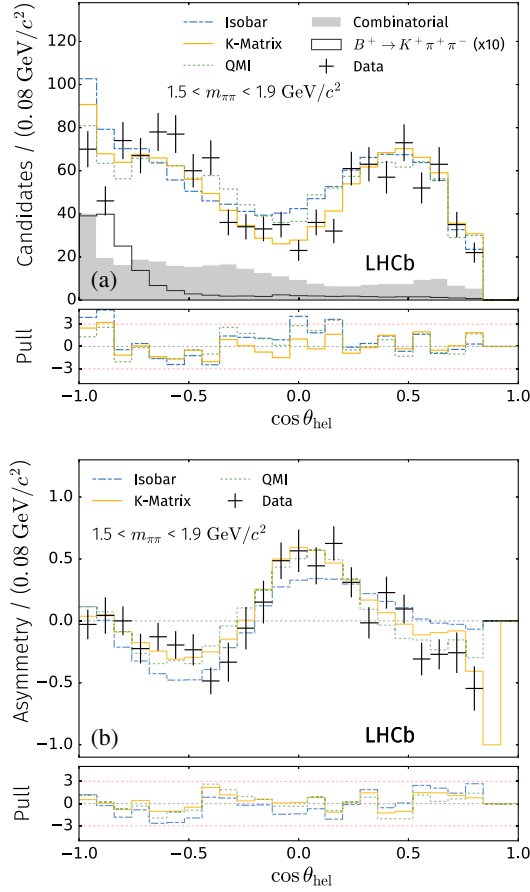 Isobar
K-Matrix
QMI
Combinatorial
B⁺ → K⁺π⁺π⁻ (x10)
Data
1.5 < m_ππ < 1.9 GeV/c²
Candidates / (0.08 GeV/c²)
120
100
80
60
40
20
0
(a)
LHCb
Pull
3
0
−3
−1.0
−0.5
0.0
0.5
1.0
cos θ_hel
Isobar
K-Matrix
QMI
Data
1.5 < m_ππ < 1.9 GeV/c²
Asymmetry / (0.08 GeV/c²)
1.0
0.5
0.0
−0.5
−1.0
(b)
LHCb
Pull
3
0
−3
−1.0
−0.5
0.0
0.5
1.0
cos θ_hel